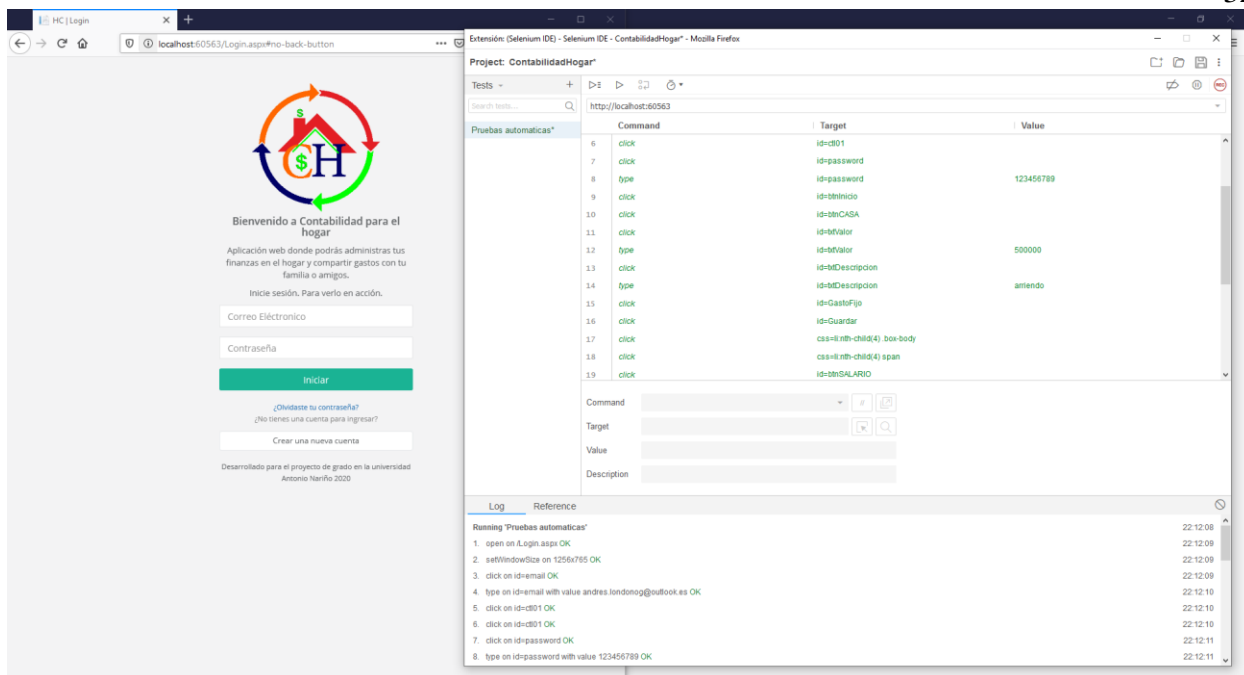 HC | Login
localhost:60563/Login.aspx#no-back-button
CH
Bienvenido a Contabilidad para el
hogar
Aplicación web donde podrás administras tus
finanzas en el hogar y compartir gastos con tu
familia o amigos.
Inicie sesión. Para verlo en acción.
Correo Eléctronico
Contraseña
Iniciar
¿Olvidaste tu contraseña?
¿No tienes una cuenta para ingresar?
Crear una nueva cuenta
Desarrollado para el proyecto de grado en la universidad
Antonio Nariño 2020
Extensión: (Selenium IDE) - Selenium IDE - ContabilidadHogar* - Mozilla Firefox
Project: ContabilidadHogar*
Tests
Search tests...
Pruebas automaticas*
REC
http://localhost:60563
Command Target Value
6 click id=ctl01
7 click id=password
8 type id=password 123456789
9 click id=btnInicio
10 click id=btnCASA
11 click id=txtValor
12 type id=txtValor 500000
13 click id=txtDescripcion
14 type id=txtDescripcion arriendo
15 click id=GastoFijo
16 click id=Guardar
17 click css=li:nth-child(4) .box-body
18 click css=li:nth-child(4) span
19 click id=btnSALARIO
Command
//
Target
Value
Description
Log Reference
Running 'Pruebas automaticas' 22:12:08
1. open on /Login.aspx OK 22:12:09
2. setWindowSize on 1256x765 OK 22:12:09
3. click on id=email OK 22:12:09
4. type on id=email with value andres.londonog@outlook.es OK 22:12:10
5. click on id=ctl01 OK 22:12:10
6. click on id=ctl01 OK 22:12:10
7. click on id=password OK 22:12:11
8. type on id=password with value 123456789 OK 22:12:11